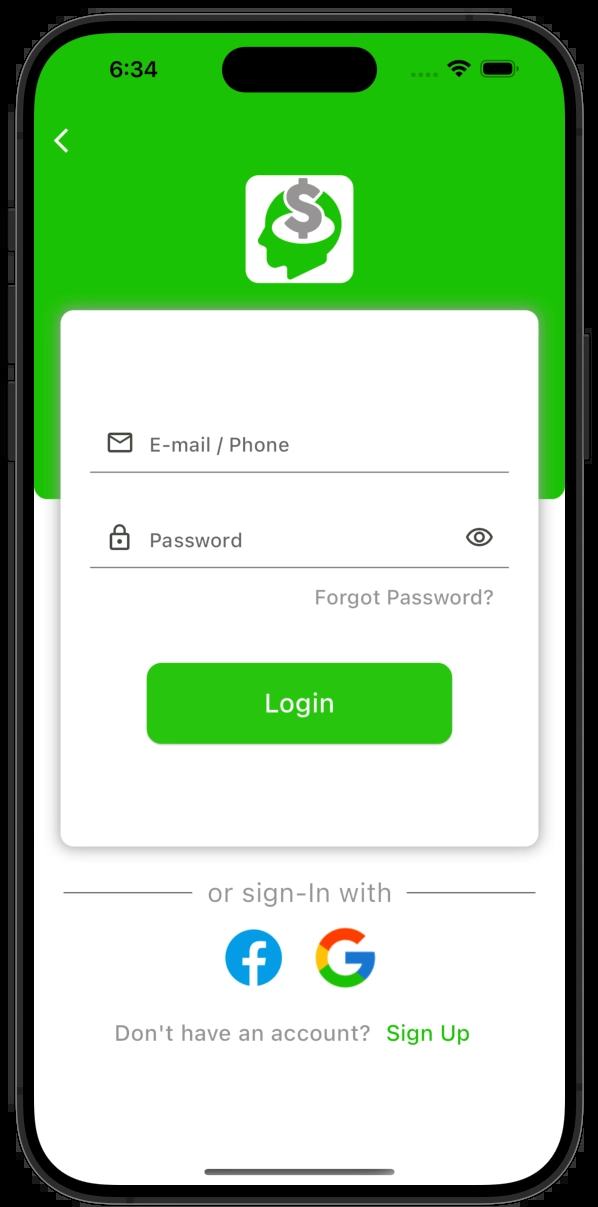 6:34
$
E-mail / Phone
Password
Forgot Password?
Login
or sign-In with
Don't have an account? Sign Up